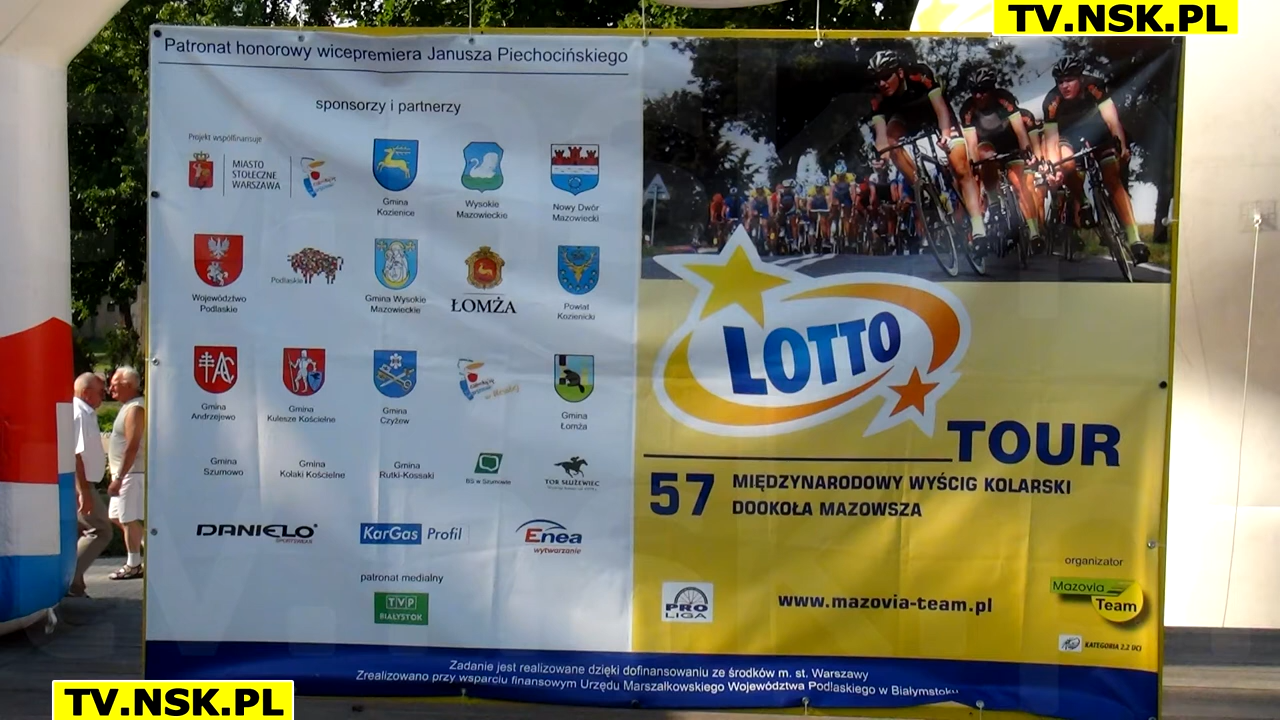 TV.NSK.PL
Patronat honorowy wicepremiera Janusza Piechocińskiego
sponsorzy i partnerzy
Projekt współfinansuje
MIASTO
STOŁECZNE
WARSZAWA
Gmina
Kozienice
Wysokie
Mazowieckie
Nowy Dwór
Mazowiecki
Województwo
Podlaskie
Podlaskie
Gmina Wysokie
Mazowieckie
ŁOMŻA
Powiat
Kozienicki
Gmina
Andrzejewo
Gmina
Kulesze Kościelne
Gmina
Czyżew
Gmina
Łomża
Gmina
Szumowo
Gmina
Kołaki Kościelne
Gmina
Rutki-Kossaki
BS w Szumowie
TOR SŁUŻEWIEC
DANIELO
SPORTSWEAR
KarGas Profil
Enea
wytwarzanie
patronat medialny
TVP
BIAŁYSTOK
LOTTO
TOUR
57 MIĘDZYNARODOWY WYŚCIG KOLARSKI
DOOKOŁA MAZOWSZA
organizator
Mazovia
Team
PRO
LIGA
www.mazovia-team.pl
KATEGORIA 2.2 UCI
Zadanie jest realizowane dzięki dofinansowaniu ze środków m. st. Warszawy
Zrealizowano przy wsparciu finansowym Urzędu Marszałkowskiego Województwa Podlaskiego w Białymstoku
TV.NSK.PL